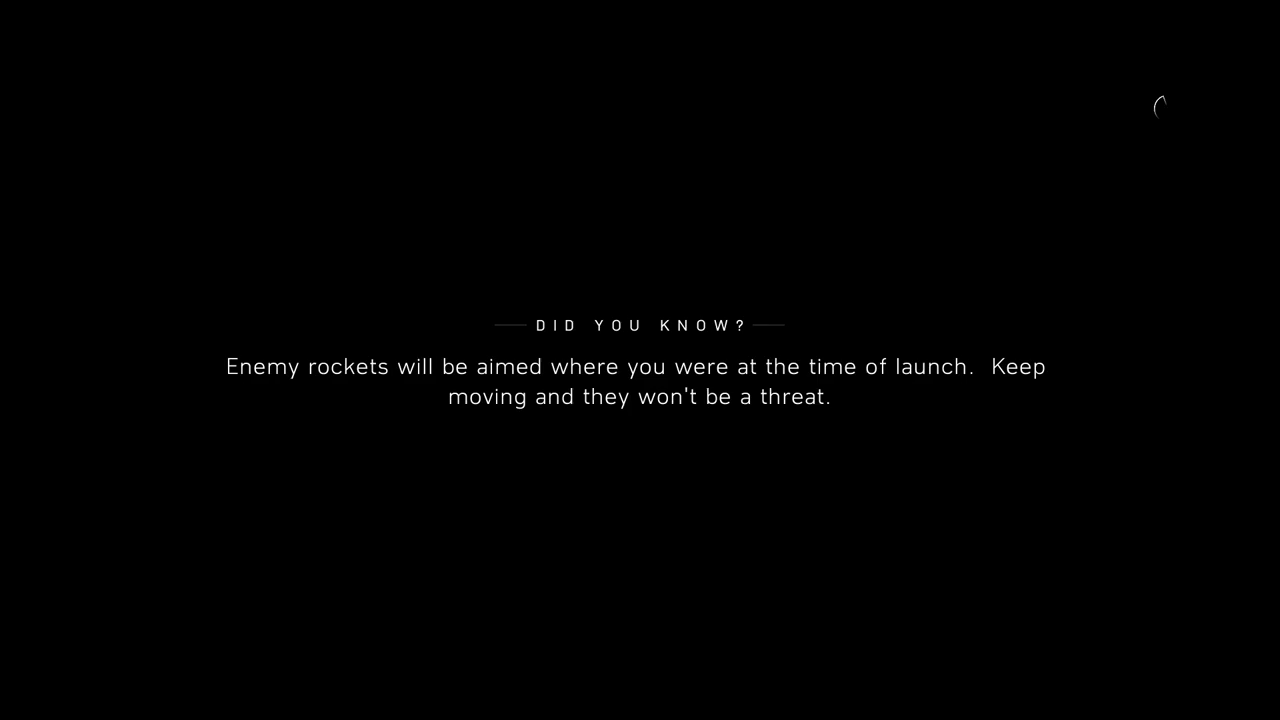 DID YOU KNOW?
Enemy rockets will be aimed where you were at the time of launch.  Keep
moving and they won't be a threat.